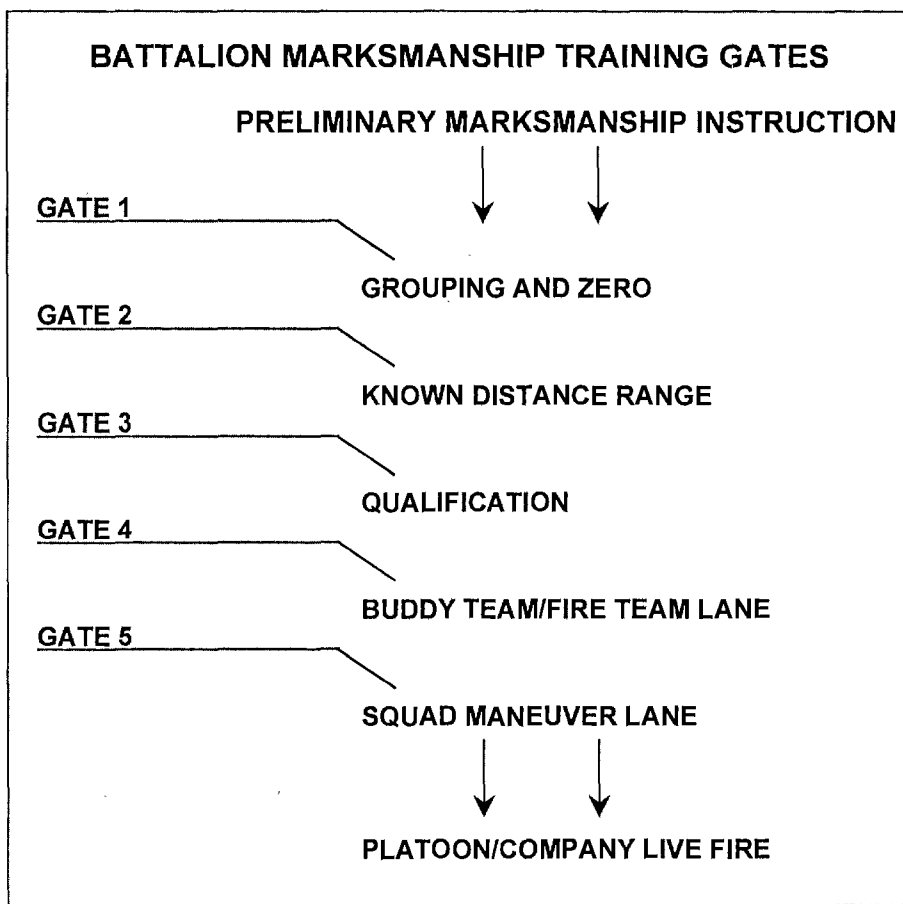 BATTALION MARKSMANSHIP TRAINING GATES
PRELIMINARY MARKSMANSHIP INSTRUCTION
GATE 1
GROUPING AND ZERO
GATE 2
KNOWN DISTANCE RANGE
GATE 3
QUALIFICATION
GATE 4
BUDDY TEAM/FIRE TEAM LANE
GATE 5
SQUAD MANEUVER LANE
PLATOON/COMPANY LIVE FIRE